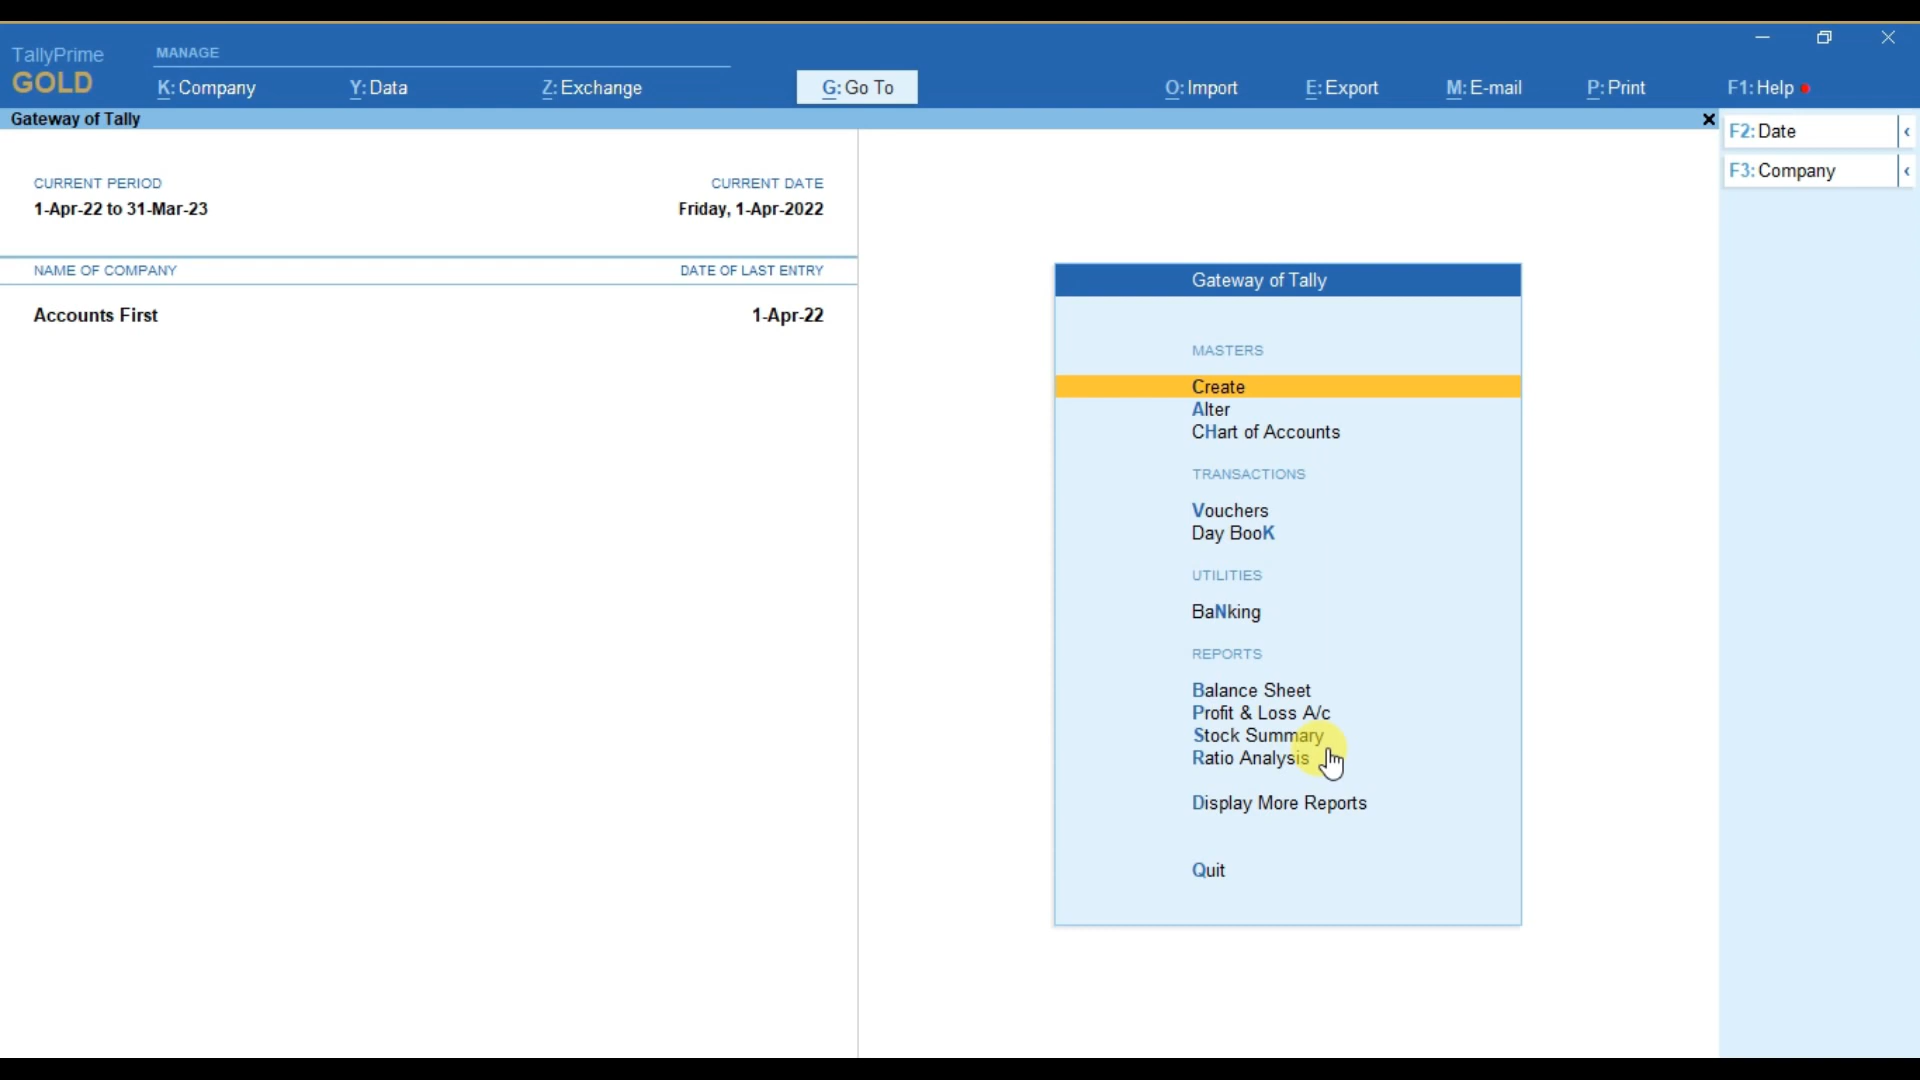 TallyPrime
GOLD
MANAGE
K: Company
Y: Data
Z: Exchange
G: Go To
O: Import
E: Export
M: E-mail
P: Print
F1: Help
Gateway of Tally
F2: Date
F3: Company
CURRENT PERIOD
CURRENT DATE
1-Apr-22 to 31-Mar-23
Friday, 1-Apr-2022
NAME OF COMPANY
DATE OF LAST ENTRY
Accounts First
1-Apr-22
Gateway of Tally
MASTERS
Create
Alter
CHart of Accounts
TRANSACTIONS
Vouchers
Day BooK
UTILITIES
BaNking
REPORTS
Balance Sheet
Profit & Loss A/c
Stock Summary
Ratio Analysis
Display More Reports
Quit